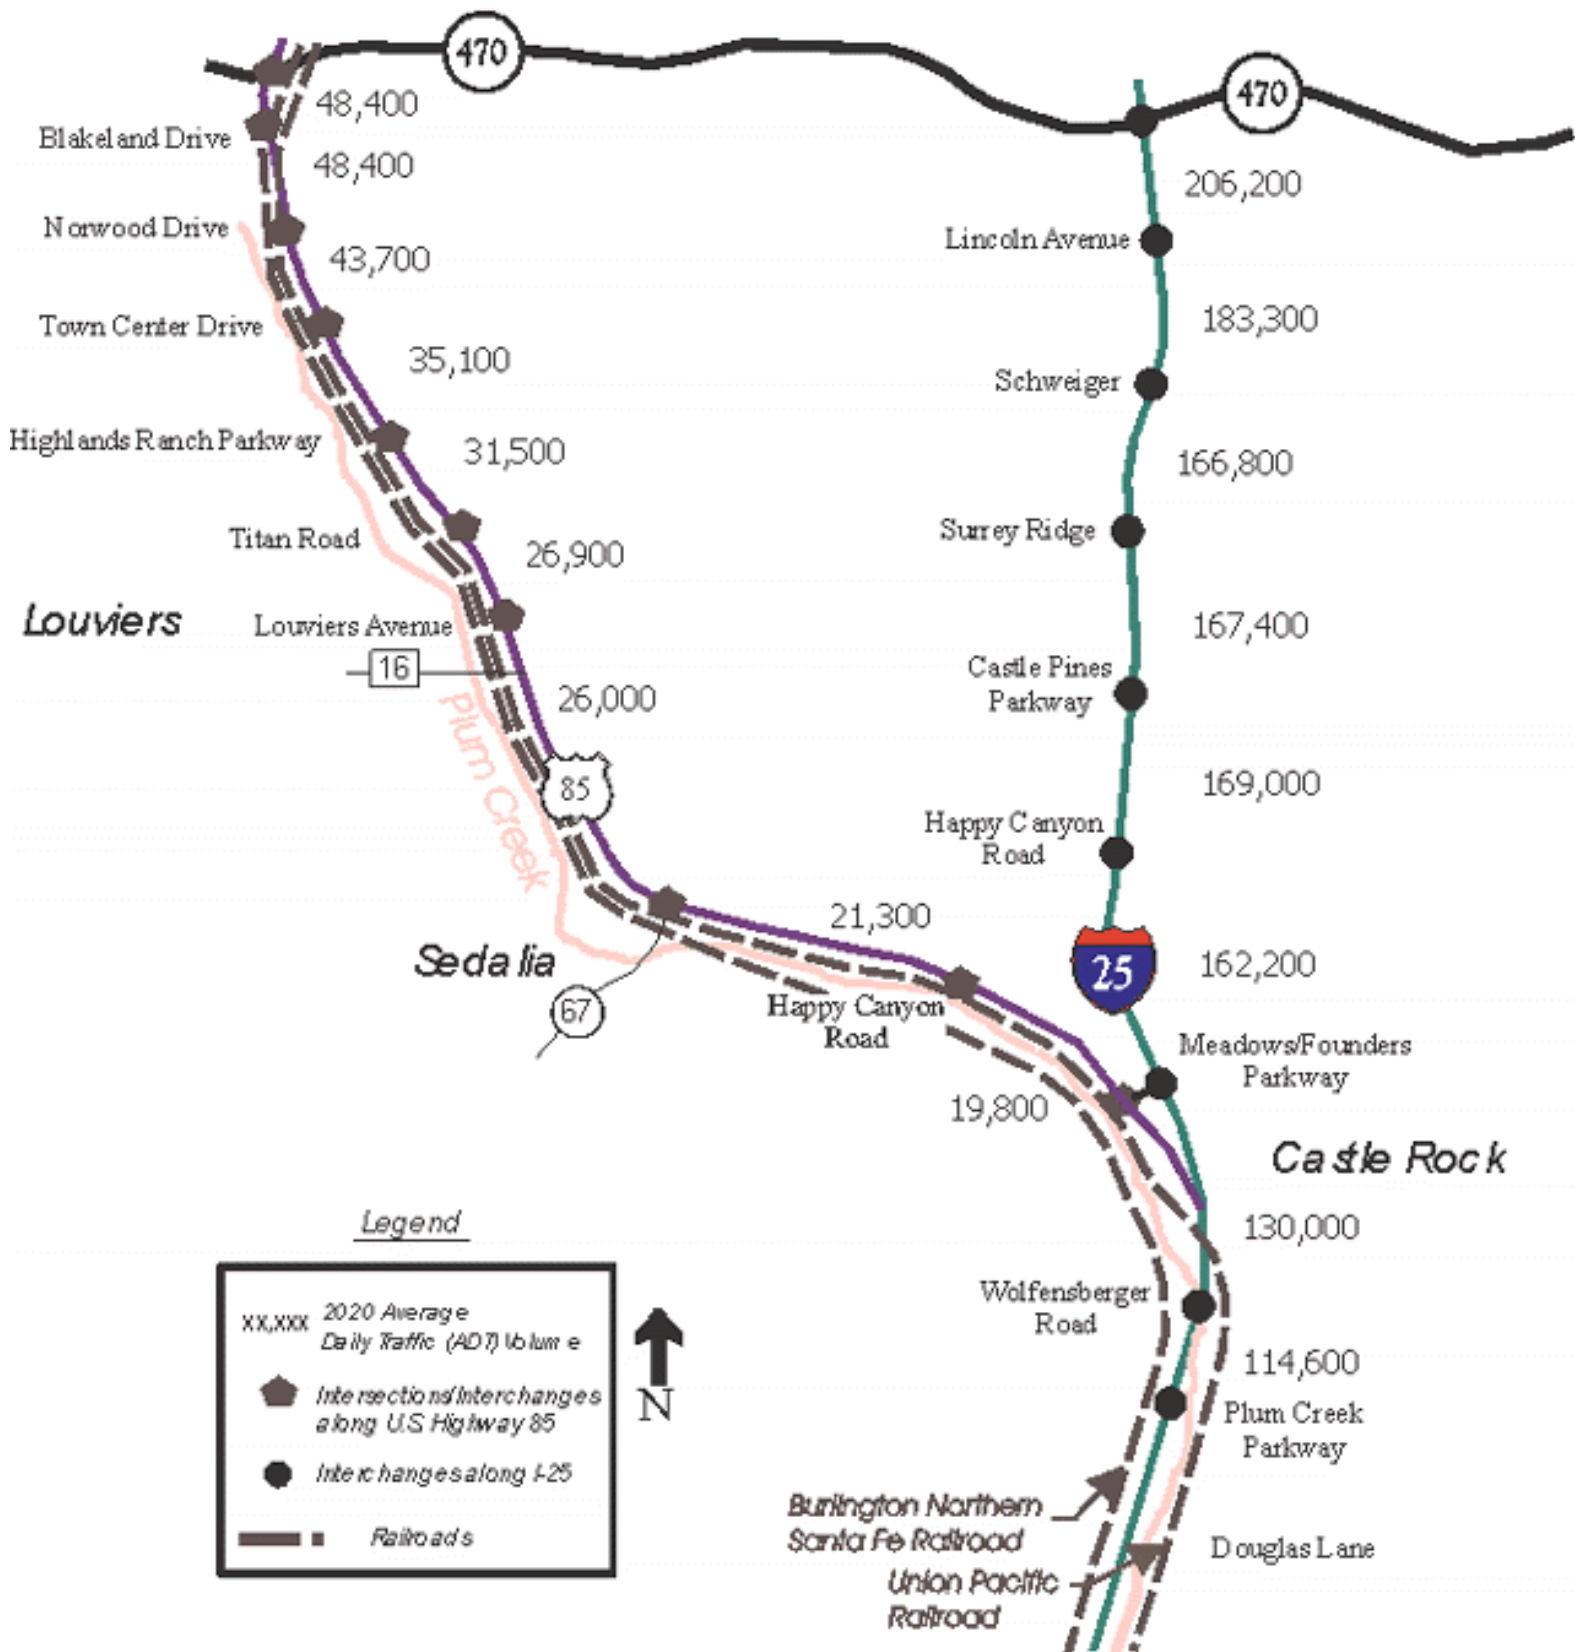 470
470
48,400
Blakeland Drive
48,400
206,200
Norwood Drive
Lincoln Avenue
43,700
Town Center Drive
183,300
35,100
Schweiger
Highlands Ranch Parkway
31,500
166,800
Titan Road
26,900
Surrey Ridge
Louviers
Louviers Avenue
167,400
16
Castle Pines
Parkway
26,000
Plum Creek
85
169,000
Happy Canyon
Road
21,300
Sedalia
25
162,200
67
Happy Canyon
Road
Meadows/Founders
Parkway
19,800
Castle Rock
130,000
Wolfensberger
Road
114,600
Plum Creek
Parkway
Burlington Northern
Santa Fe Railroad
Douglas Lane
Union Pacific
Railroad
Legend
xx,xxx 2020 Average
Daily Traffic (ADT) Volume
Intersections/Interchanges
along U.S. Highway 85
Interchanges along I-25
Railroads
N